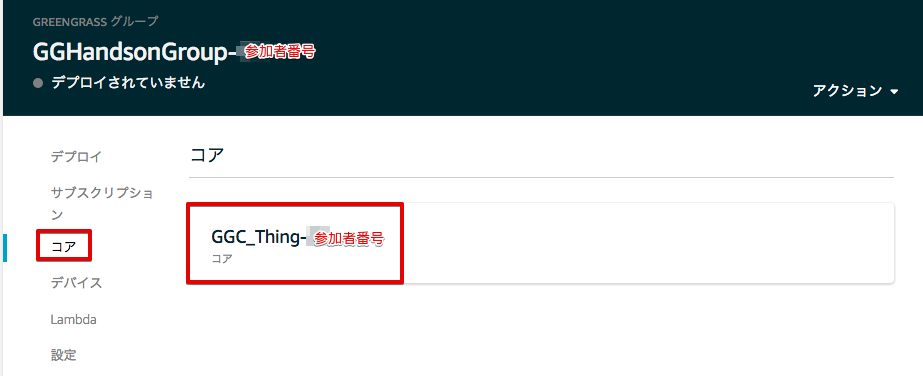 GREENGRASS グループ
GGHandsonGroup-参加者番号
デプロイされていません
アクション
デプロイ
サブスクリプショ
ン
コア
デバイス
Lambda
設定
コア
GGC_Thing-参加者番号
コア